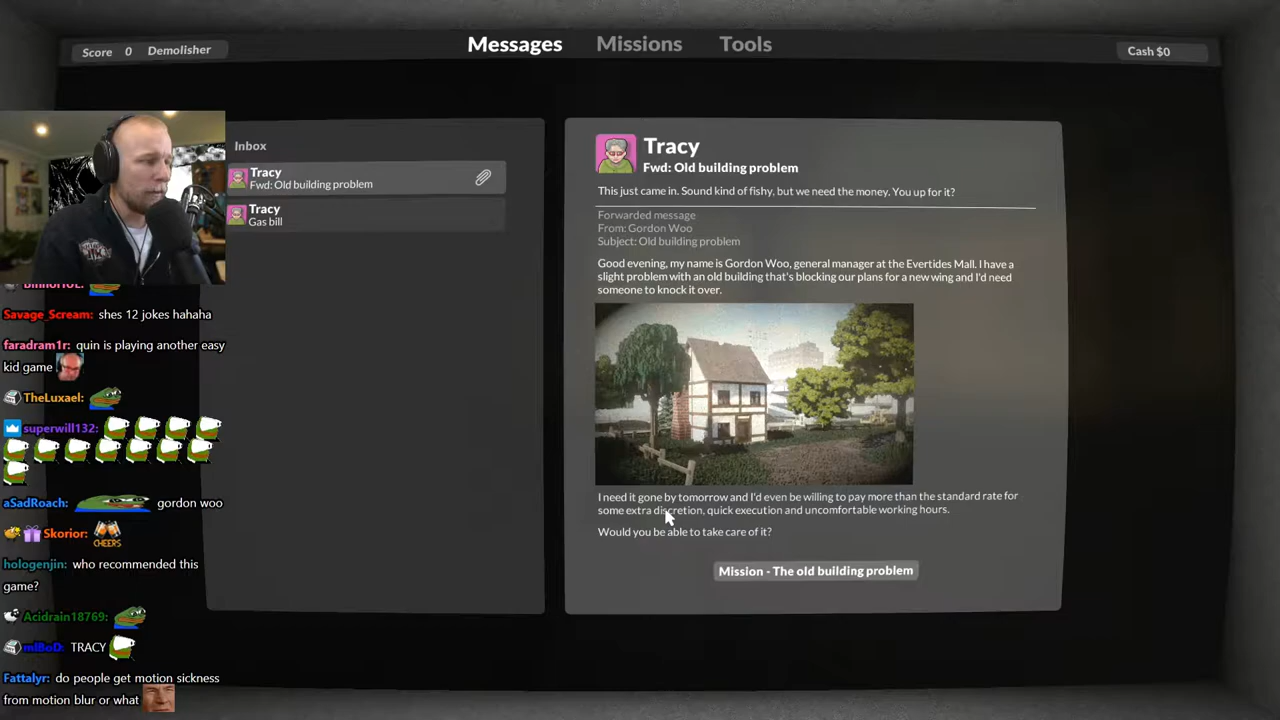 Score 0 Demolisher
Messages
Missions
Tools
Cash $0
Inbox
Tracy
Fwd: Old building problem
Tracy
Gas bill
Tracy
Fwd: Old building problem
This just came in. Sound kind of fishy, but we need the money. You up for it?
Forwarded message
From: Gordon Woo
Subject: Old building problem
Good evening, my name is Gordon Woo, general manager at the Evertides Mall. I have a
slight problem with an old building that's blocking our plans for a new wing and I'd need
someone to knock it over.
I need it gone by tomorrow and I'd even be willing to pay more than the standard rate for
some extra discretion, quick execution and uncomfortable working hours.
Would you be able to take care of it?
Mission - The old building problem
Savage_Scream: shes 12 jokes hahaha
faradram1r: quin is playing another easy
kid game
TheLuxael:
superwill132:
aSadRoach: gordon woo
Skorior:
CHEERS
hologenjin: who recommended this
game?
Acidrain18769:
mIBoD: TRACY
Fattalyr: do people get motion sickness
from motion blur or what